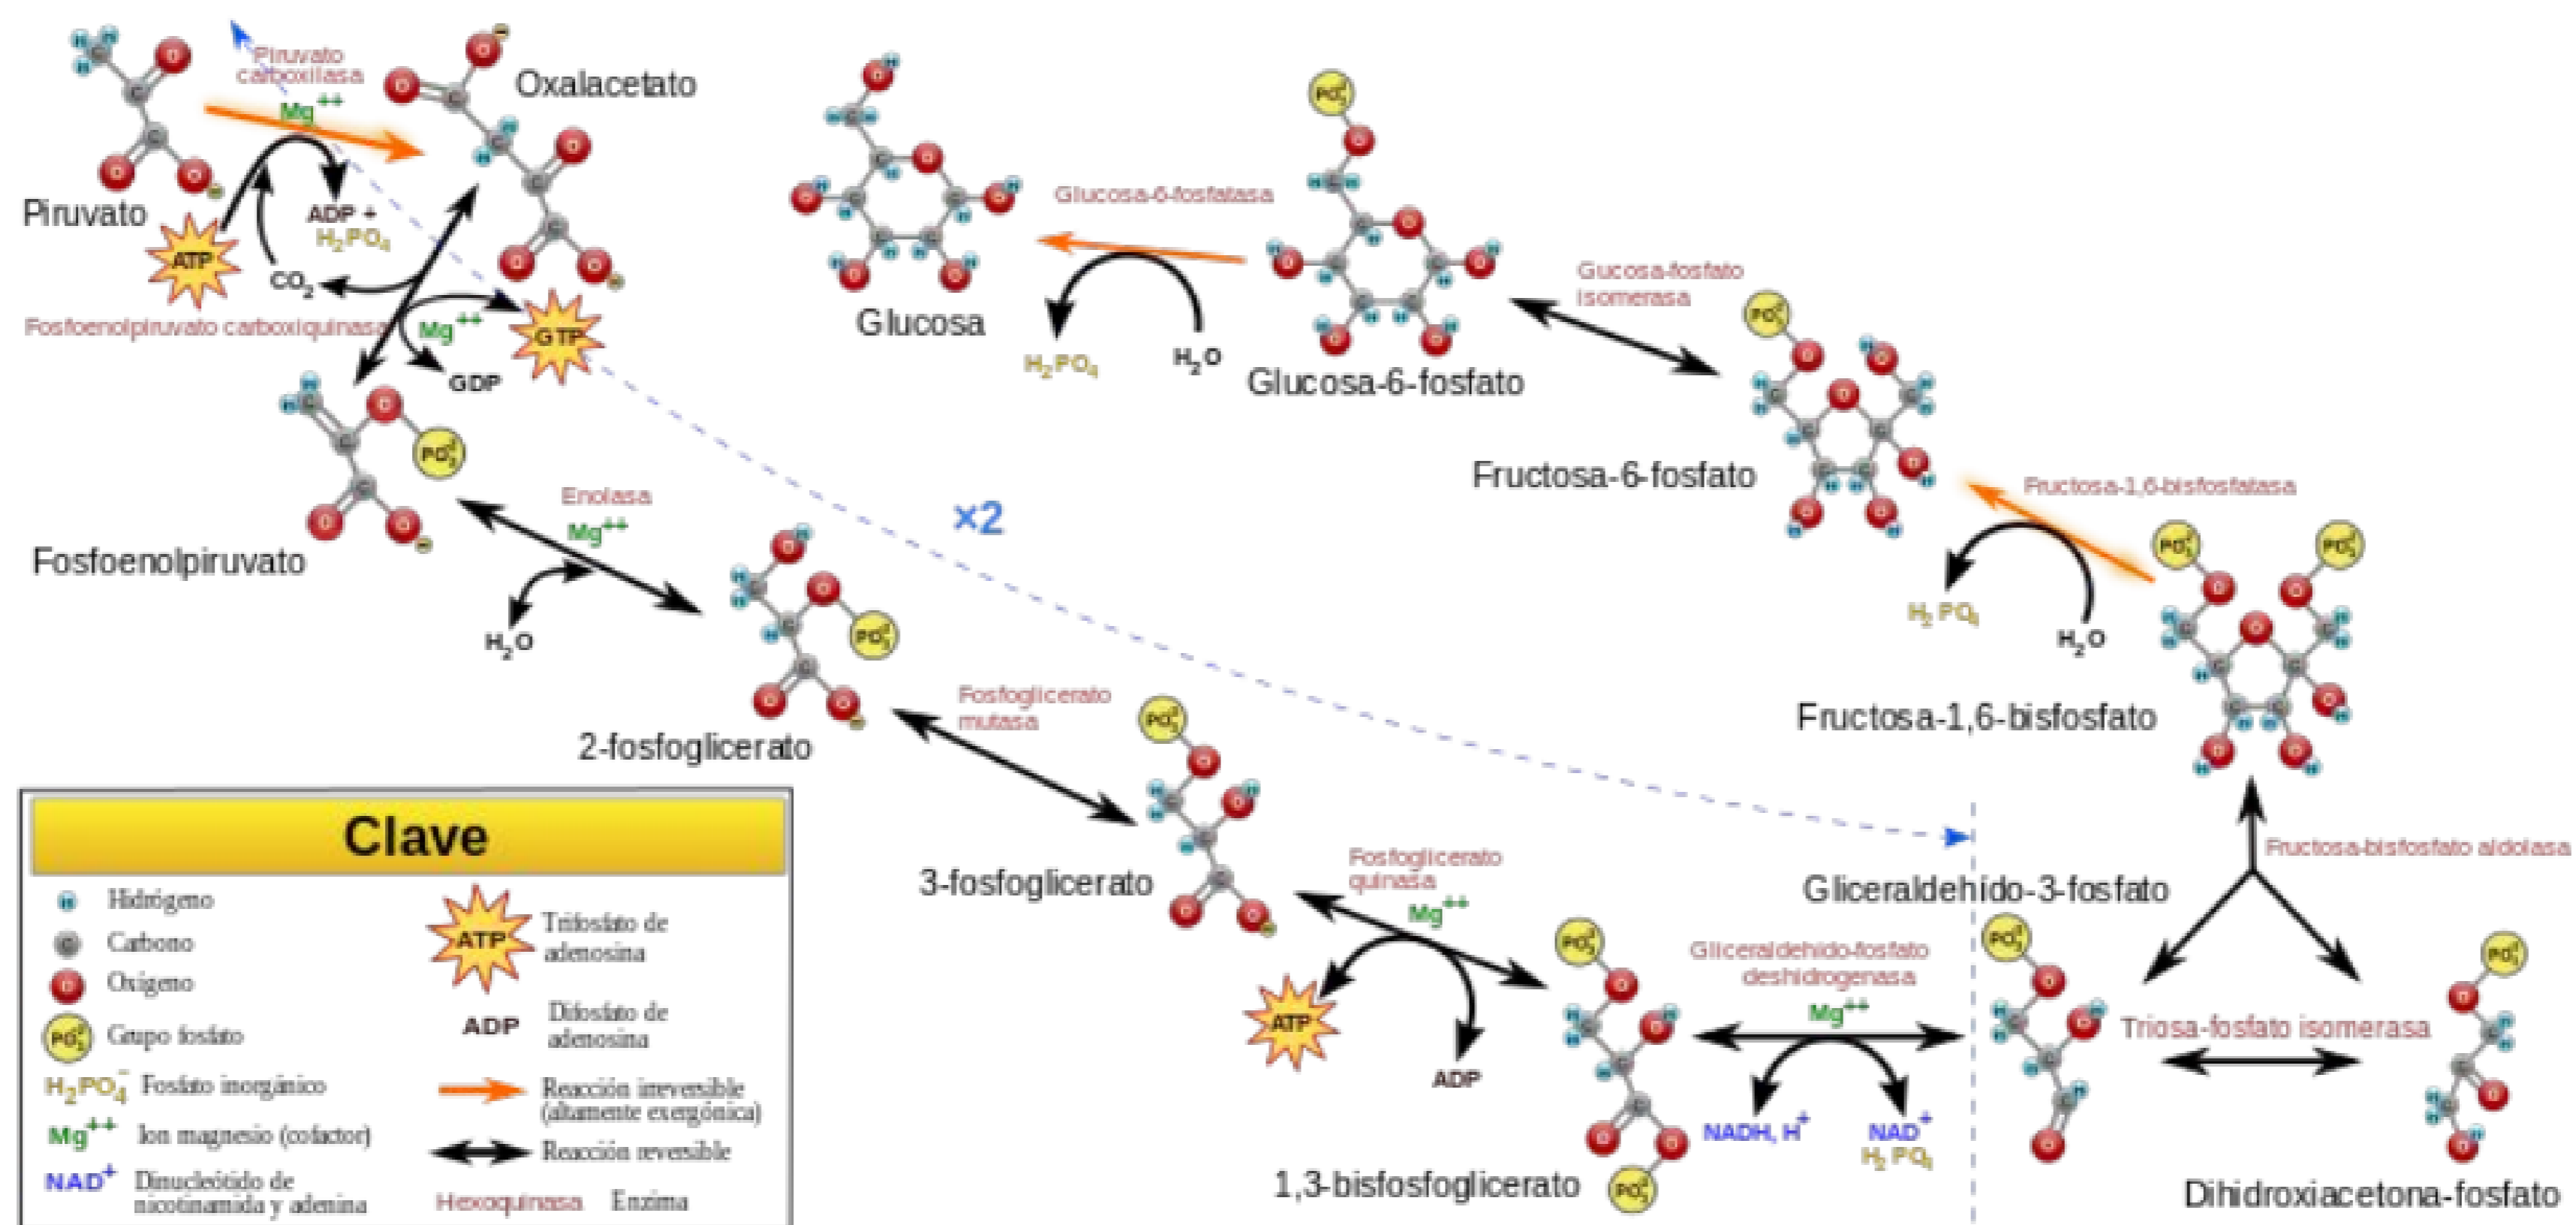 Piruvato
carboxilasa
Mg++
Oxalacetato
Piruvato
ATP
ADP +
H2PO4
CO2
Fosfoenolpiruvato carboxiquinasa
Mg++
GTP
GDP
Fosfoenolpiruvato
Enolasa
Mg++
H2O
2-fosfoglicerato
Fosfoglicerato
mutasa
3-fosfoglicerato
Fosfoglicerato
quinasa
Mg++
ATP
ADP
1,3-bisfosfoglicerato
Gliceraldehido-fosfato
deshidrogenasa
Mg++
NADH, H+
NAD+
H2 PO4
×2
Gliceraldehído-3-fosfato
Triosa-fosfato isomerasa
Dihidroxiacetona-fosfato
Fructosa-bisfosfato aldolasa
Fructosa-1,6-bisfosfato
Fructosa-1,6-bisfosfatasa
H2 PO4
H2O
Fructosa-6-fosfato
Gucosa-fosfato
isomerasa
Glucosa-6-fosfato
Glucosa-6-fosfatasa
H2PO4
H2O
Glucosa
Clave
H Hidrógeno
C Carbono
O Oxígeno
Grupo fosfato
H2PO4- Fosfato inorgánico
Mg++ Ion magnesio (cofactor)
NAD+ Dinucleótido de
nicotinamida y adenina
ATP Trifosfato de
adenosina
ADP Difosfato de
adenosina
Reacción irreversible
(altamente exergónica)
Reacción reversible
Hexoquinasa Enzima